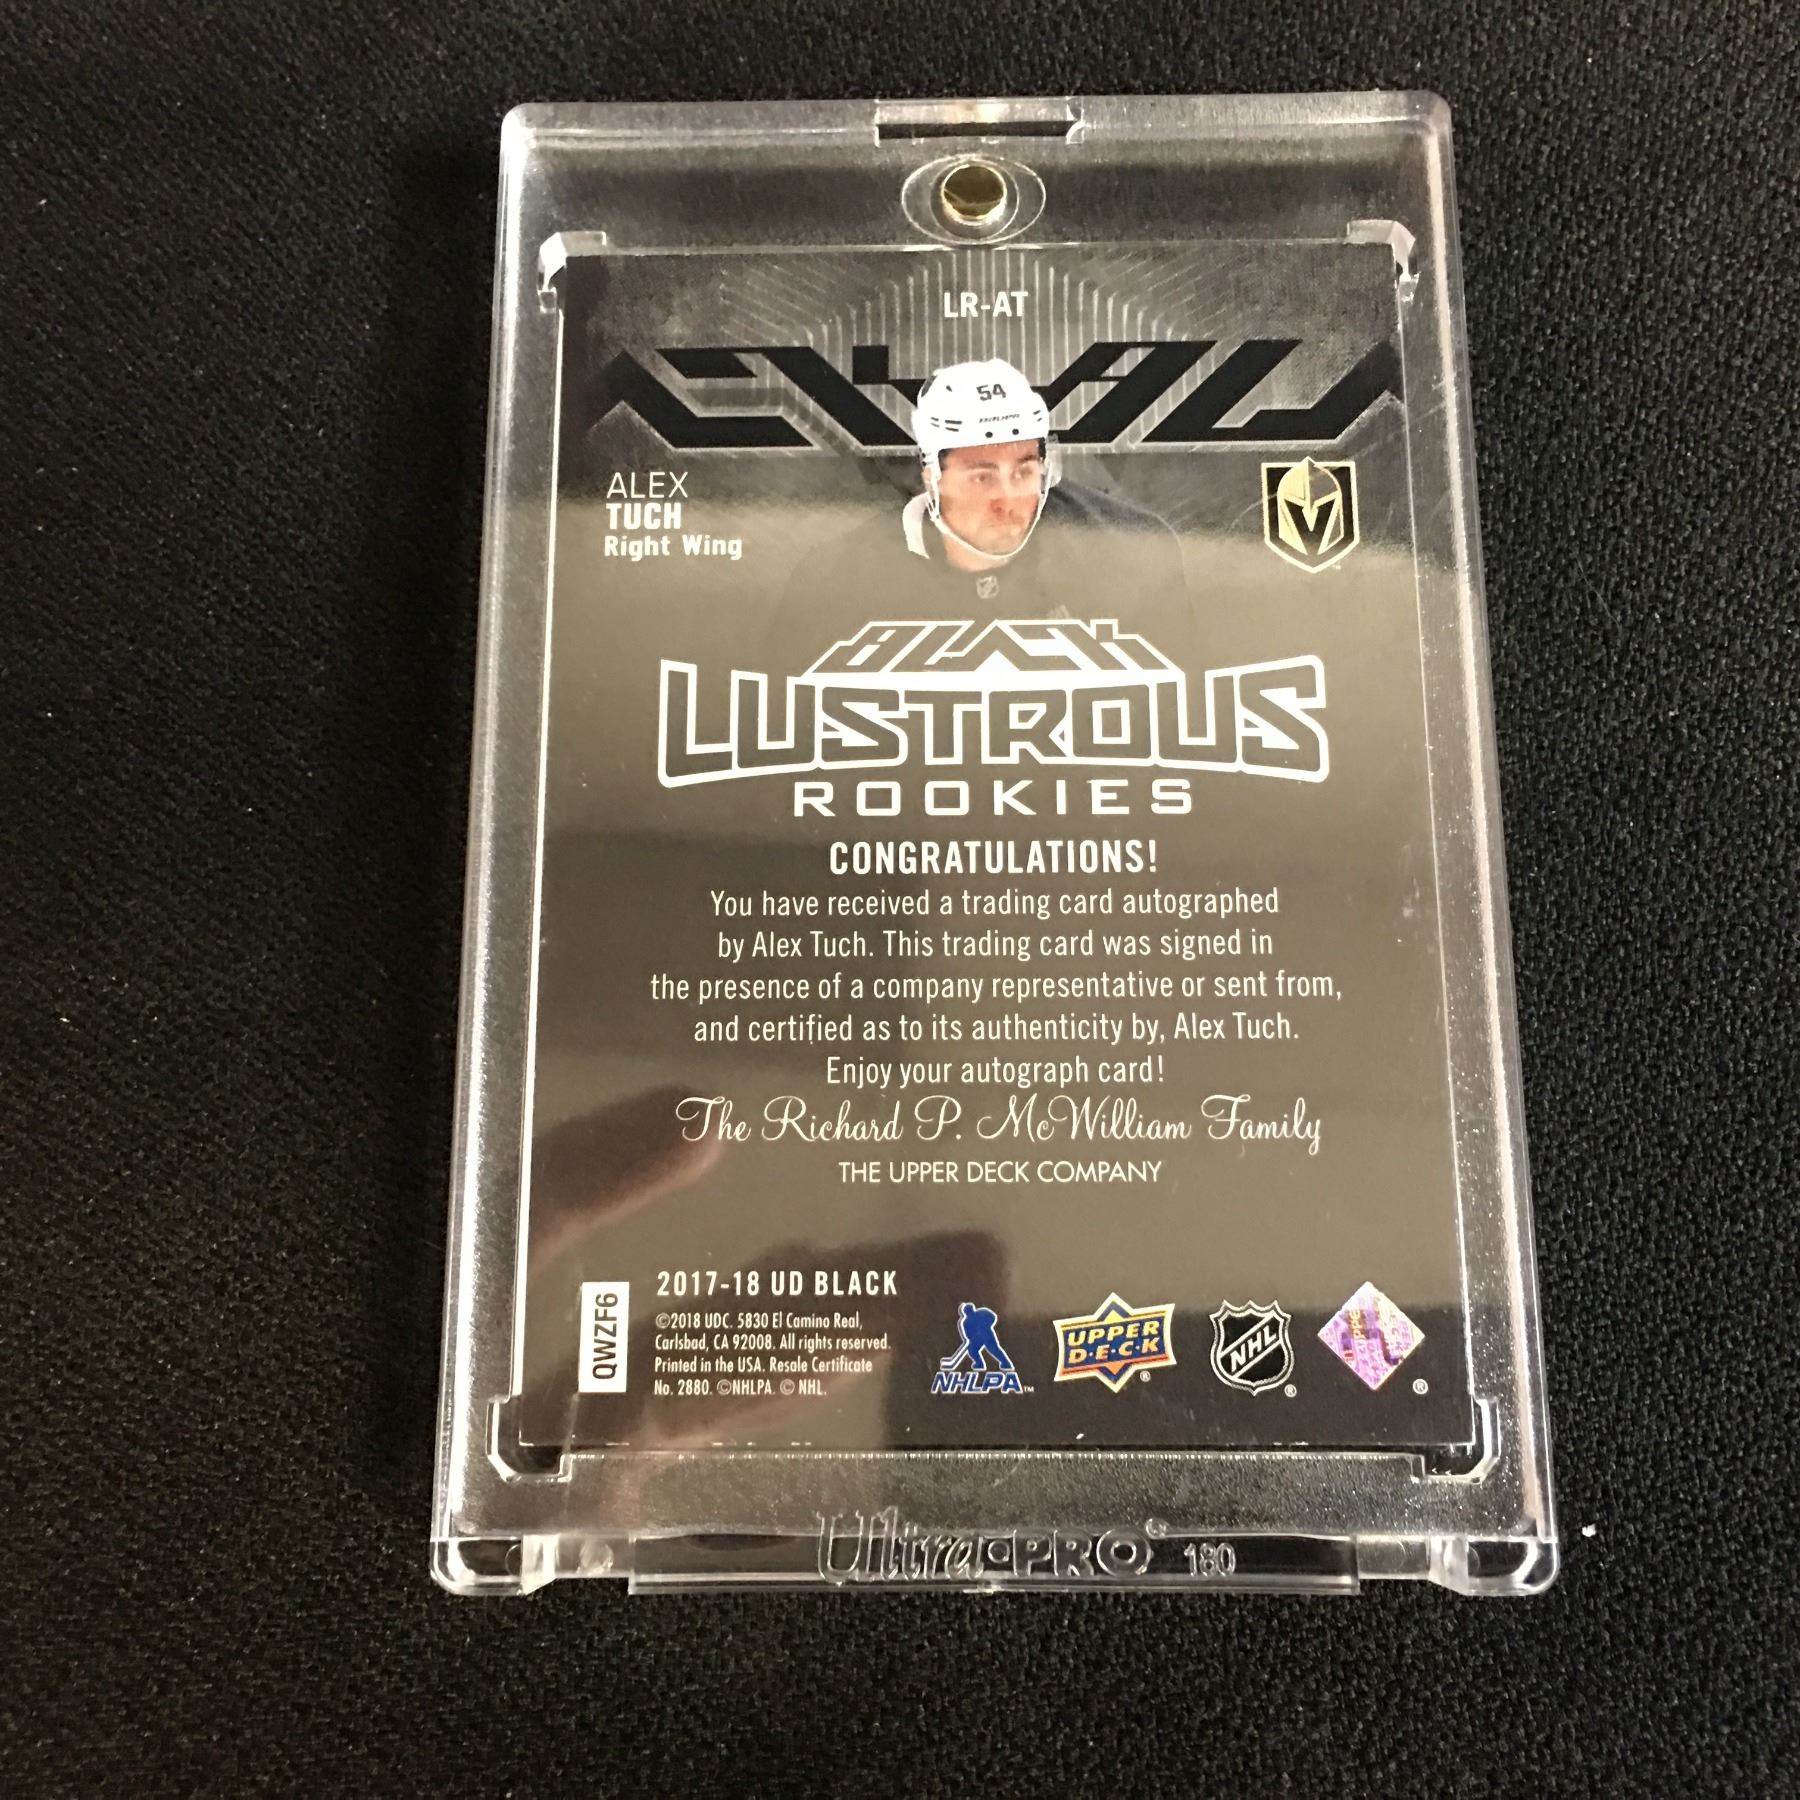 LR-AT
54
BAUER
ALEX
TUCH
Right Wing
BLACK
LUSTROUS
ROOKIES
CONGRATULATIONS!
You have received a trading card autographed
by Alex Tuch. This trading card was signed in
the presence of a company representative or sent from,
and certified as to its authenticity by, Alex Tuch.
Enjoy your autograph card!
The Richard P. McWilliam Family
THE UPPER DECK COMPANY
QWZF6
2017-18 UD BLACK
©2018 UDC. 5830 El Camino Real,
Carlsbad, CA 92008. All rights reserved.
Printed in the USA. Resale Certificate
No. 2880. ©NHLPA. © NHL.
NHLPA™
UPPER
D·E·C·K ®
NHL ®
®
Ultra·PRO® 180